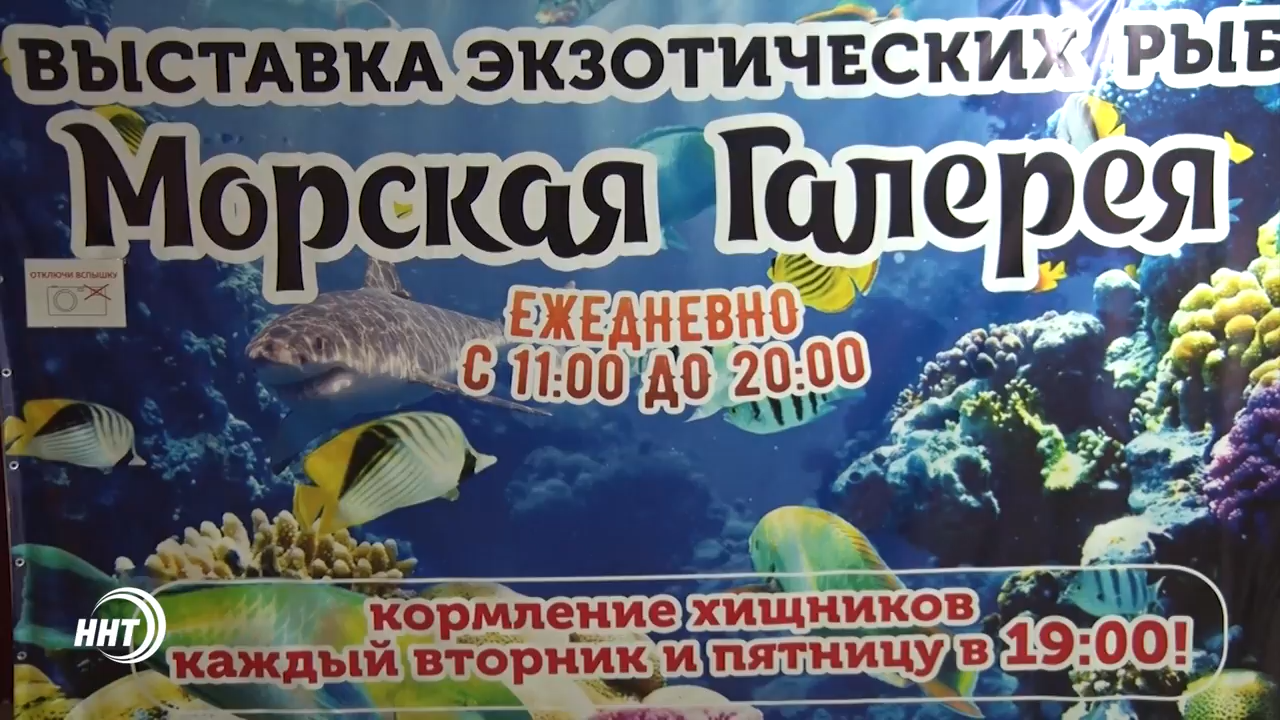 ВЫСТАВКА ЭКЗОТИЧЕСКИХ РЫБ
Морская Галерея
ОТКЛЮЧИ ВСПЫШКУ
ЕЖЕДНЕВНО
С 11:00 ДО 20:00
кормление хищников
каждый вторник и пятницу в 19:00!
ННТ